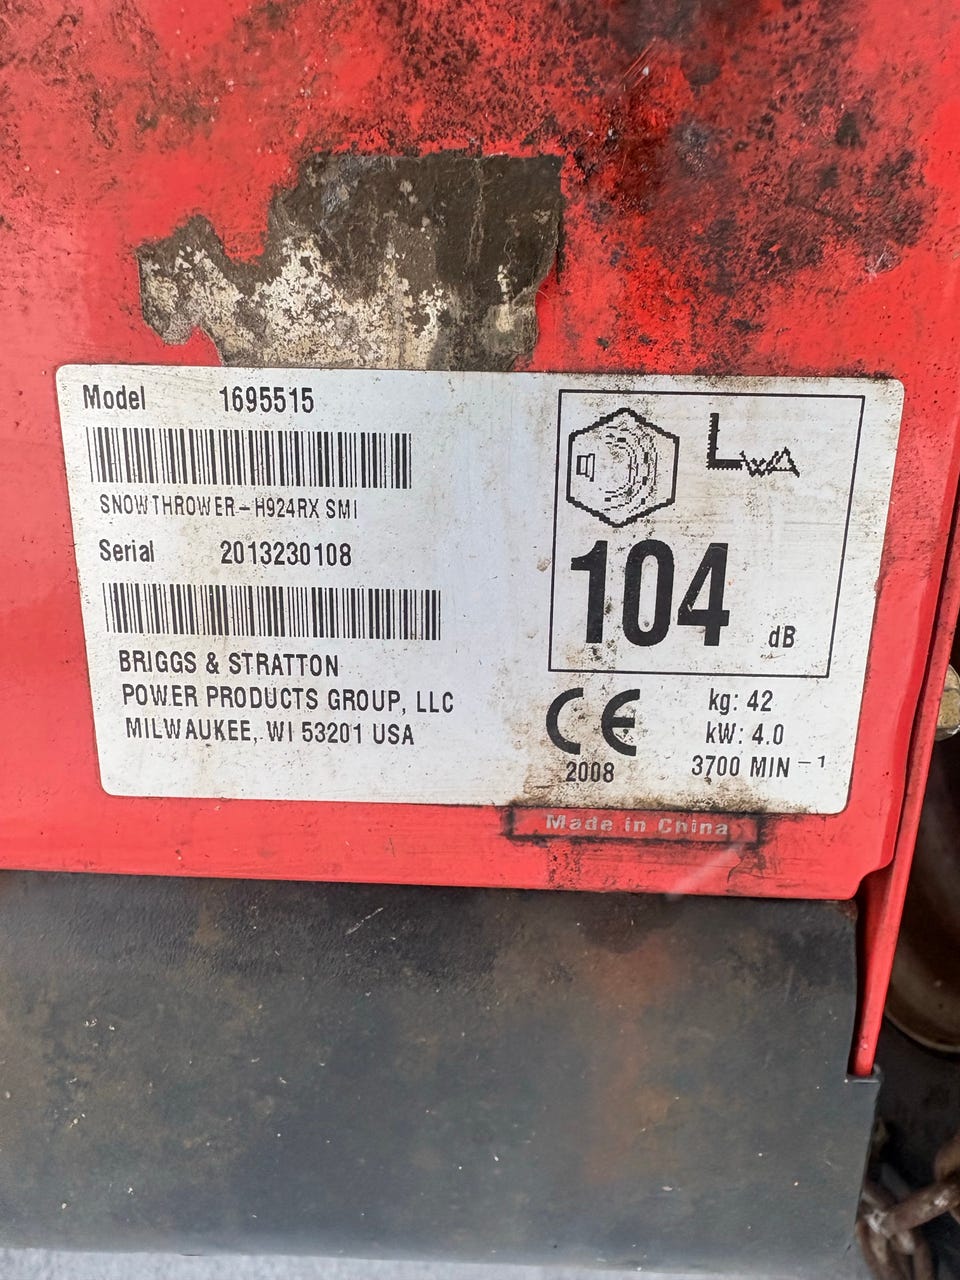 Model 1695515
SNOWTHROWER-H924RX SMI
Serial 2013230108
BRIGGS & STRATTON
POWER PRODUCTS GROUP, LLC
MILWAUKEE, WI 53201 USA
LWA
104 dB
CE
2008
kg: 42
kW: 4.0
3700 MIN⁻¹
Made in China